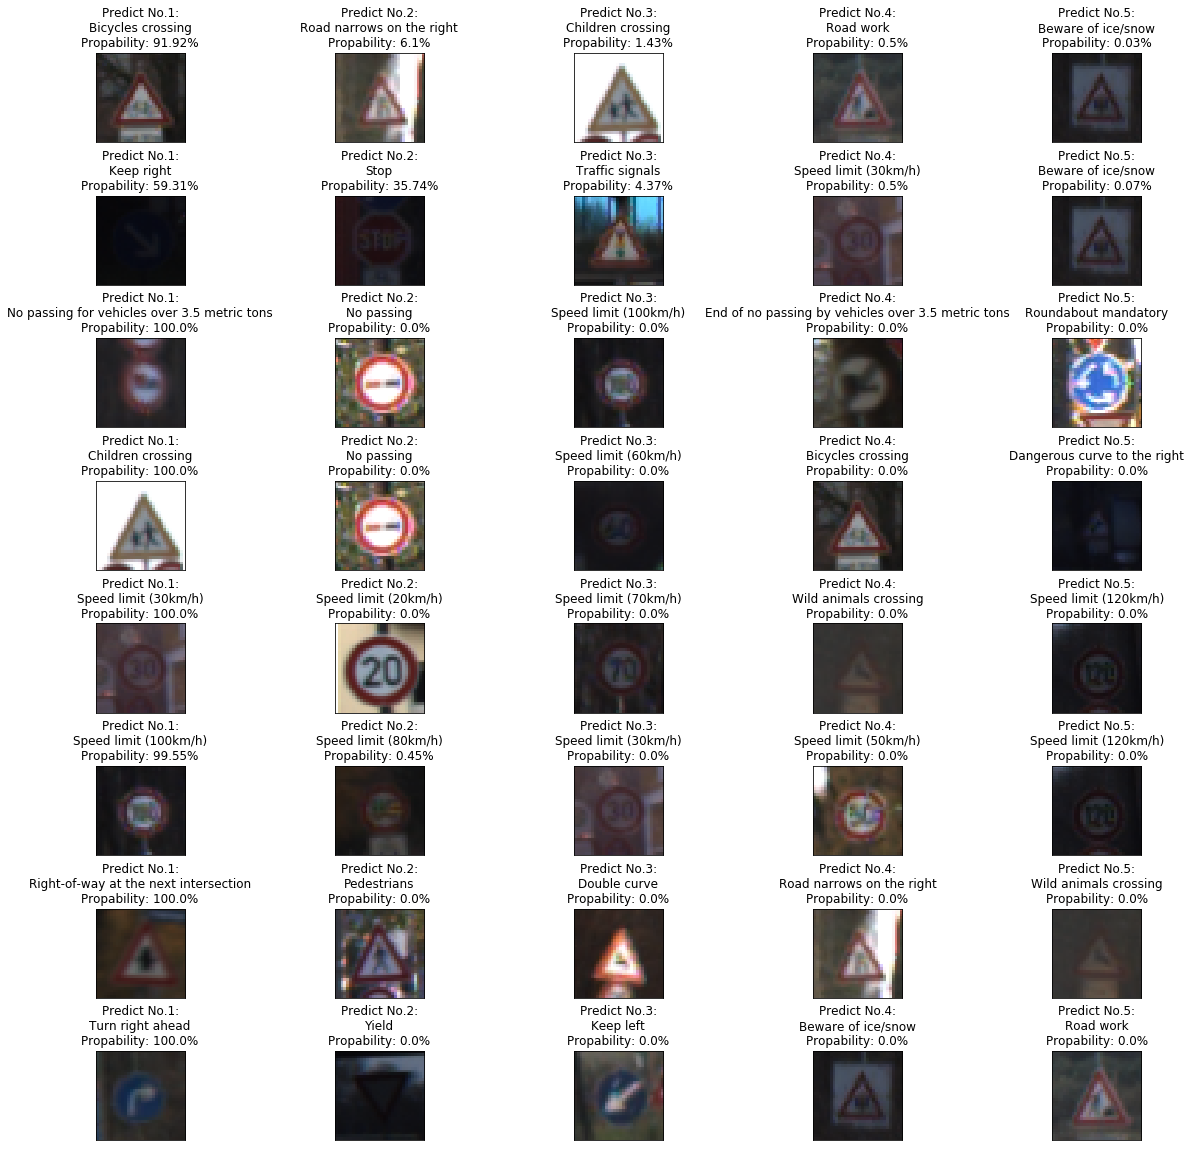 Predict No.1:
Bicycles crossing
Propability: 91.92%
Predict No.2:
Road narrows on the right
Propability: 6.1%
Predict No.3:
Children crossing
Propability: 1.43%
Predict No.4:
Road work
Propability: 0.5%
Predict No.5:
Beware of ice/snow
Propability: 0.03%
Predict No.1:
Keep right
Propability: 59.31%
Predict No.2:
Stop
Propability: 35.74%
STOP
Predict No.3:
Traffic signals
Propability: 4.37%
Predict No.4:
Speed limit (30km/h)
Propability: 0.5%
30
Predict No.5:
Beware of ice/snow
Propability: 0.07%
Predict No.1:
No passing for vehicles over 3.5 metric tons
Propability: 100.0%
Predict No.2:
No passing
Propability: 0.0%
Predict No.3:
Speed limit (100km/h)
Propability: 0.0%
Predict No.4:
End of no passing by vehicles over 3.5 metric tons
Propability: 0.0%
Predict No.5:
Roundabout mandatory
Propability: 0.0%
Predict No.1:
Children crossing
Propability: 100.0%
Predict No.2:
No passing
Propability: 0.0%
Predict No.3:
Speed limit (60km/h)
Propability: 0.0%
60
Predict No.4:
Bicycles crossing
Propability: 0.0%
Predict No.5:
Dangerous curve to the right
Propability: 0.0%
Predict No.1:
Speed limit (30km/h)
Propability: 100.0%
30
Predict No.2:
Speed limit (20km/h)
Propability: 0.0%
20
Predict No.3:
Speed limit (70km/h)
Propability: 0.0%
70
Predict No.4:
Wild animals crossing
Propability: 0.0%
Predict No.5:
Speed limit (120km/h)
Propability: 0.0%
120
Predict No.1:
Speed limit (100km/h)
Propability: 99.55%
Predict No.2:
Speed limit (80km/h)
Propability: 0.45%
Predict No.3:
Speed limit (30km/h)
Propability: 0.0%
30
Predict No.4:
Speed limit (50km/h)
Propability: 0.0%
50
Predict No.5:
Speed limit (120km/h)
Propability: 0.0%
120
Predict No.1:
Right-of-way at the next intersection
Propability: 100.0%
Predict No.2:
Pedestrians
Propability: 0.0%
Predict No.3:
Double curve
Propability: 0.0%
Predict No.4:
Road narrows on the right
Propability: 0.0%
Predict No.5:
Wild animals crossing
Propability: 0.0%
Predict No.1:
Turn right ahead
Propability: 100.0%
Predict No.2:
Yield
Propability: 0.0%
Predict No.3:
Keep left
Propability: 0.0%
Predict No.4:
Beware of ice/snow
Propability: 0.0%
Predict No.5:
Road work
Propability: 0.0%